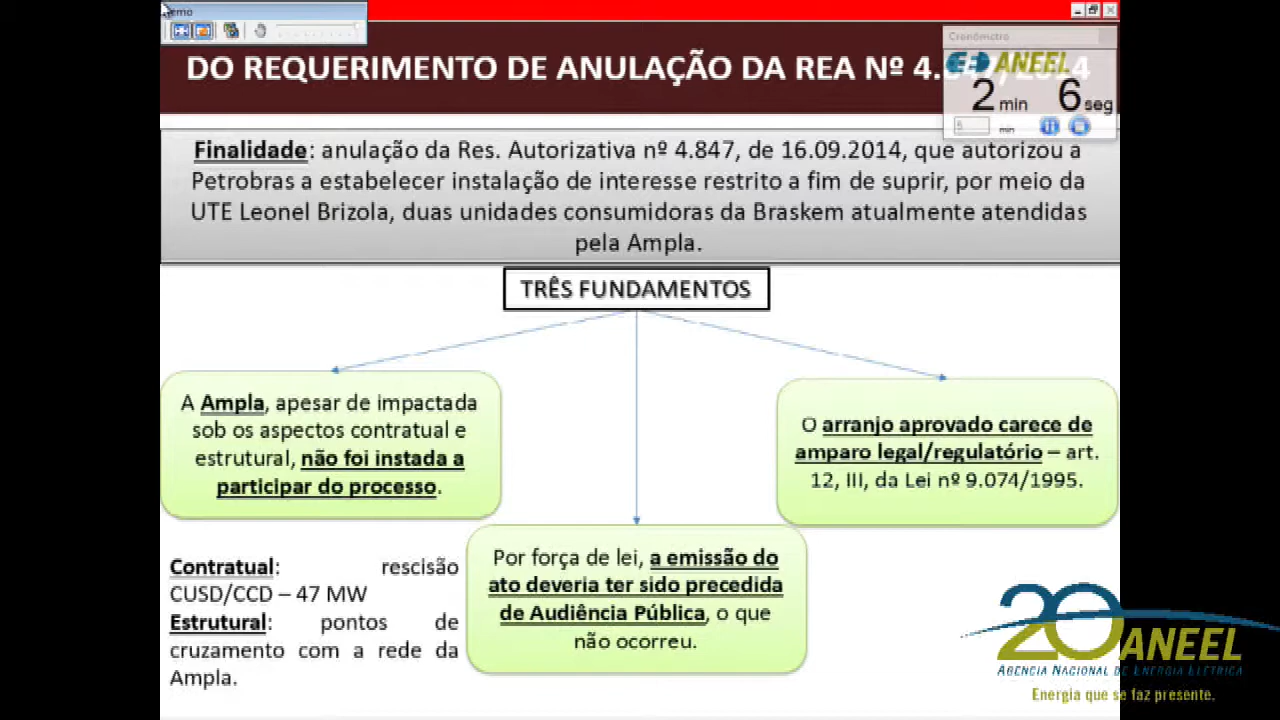 emo
DO REQUERIMENTO DE ANULAÇÃO DA REA Nº 4.847/2014
Cronômetro
ANEEL
2 min 6 seg
5 min
Finalidade: anulação da Res. Autorizativa nº 4.847, de 16.09.2014, que autorizou a
Petrobras a estabelecer instalação de interesse restrito a fim de suprir, por meio da
UTE Leonel Brizola, duas unidades consumidoras da Braskem atualmente atendidas
pela Ampla.
TRÊS FUNDAMENTOS
A Ampla, apesar de impactada
sob os aspectos contratual e
estrutural, não foi instada a
participar do processo.
O arranjo aprovado carece de
amparo legal/regulatório – art.
12, III, da Lei nº 9.074/1995.
Por força de lei, a emissão do
ato deveria ter sido precedida
de Audiência Pública, o que
não ocorreu.
Contratual: rescisão
CUSD/CCD – 47 MW
Estrutural: pontos de
cruzamento com a rede da
Ampla.
20 ANEEL
AGÊNCIA NACIONAL DE ENERGIA ELÉTRICA
Energia que se faz presente.